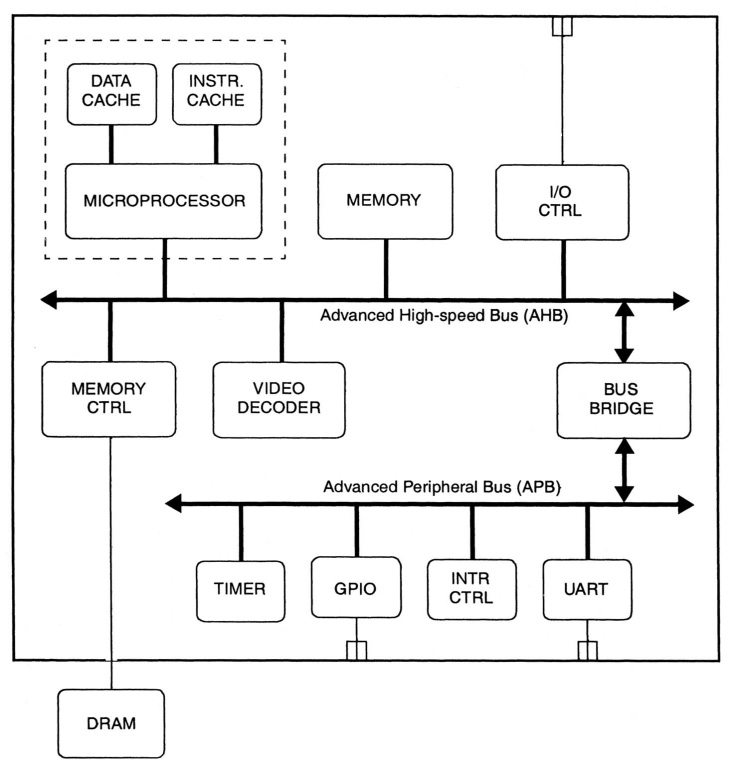 DATA
CACHE
INSTR.
CACHE
MICROPROCESSOR
MEMORY
I/O
CTRL
Advanced High-speed Bus (AHB)
MEMORY
CTRL
VIDEO
DECODER
BUS
BRIDGE
Advanced Peripheral Bus (APB)
TIMER
GPIO
INTR
CTRL
UART
DRAM